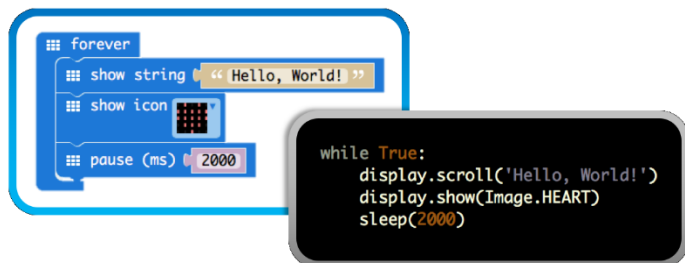 forever
show string “ Hello, World! ”
show icon
pause (ms) 2000
while True:
    display.scroll('Hello, World!')
    display.show(Image.HEART)
    sleep(2000)